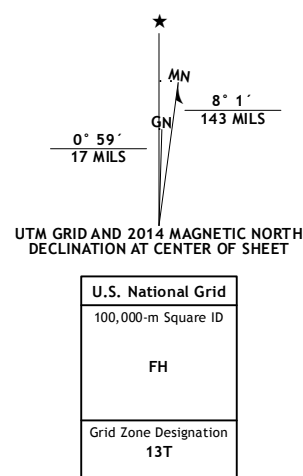 ★
MN
8° 1´
143 MILS
GN
0° 59´
17 MILS
UTM GRID AND 2014 MAGNETIC NORTH
DECLINATION AT CENTER OF SHEET
U.S. National Grid
100,000-m Square ID
FH
Grid Zone Designation
13T